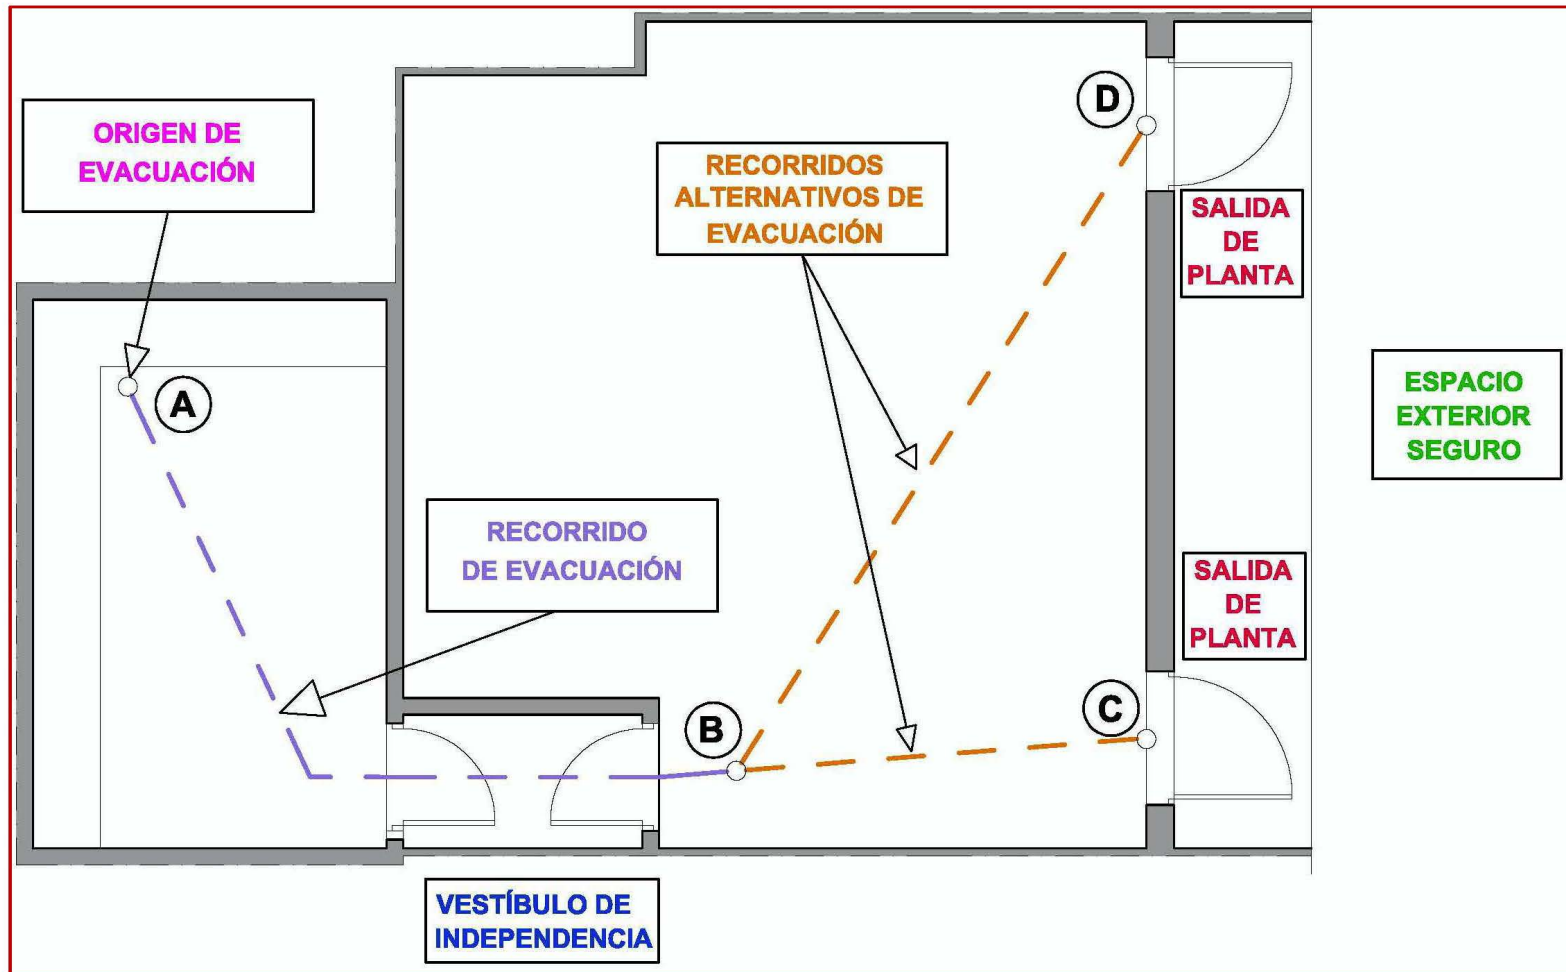 ORIGEN DE
EVACUACIÓN
D
RECORRIDOS
ALTERNATIVOS DE
EVACUACIÓN
SALIDA
DE
PLANTA
A
ESPACIO
EXTERIOR
SEGURO
RECORRIDO
DE EVACUACIÓN
SALIDA
DE
PLANTA
B
C
VESTÍBULO DE
INDEPENDENCIA